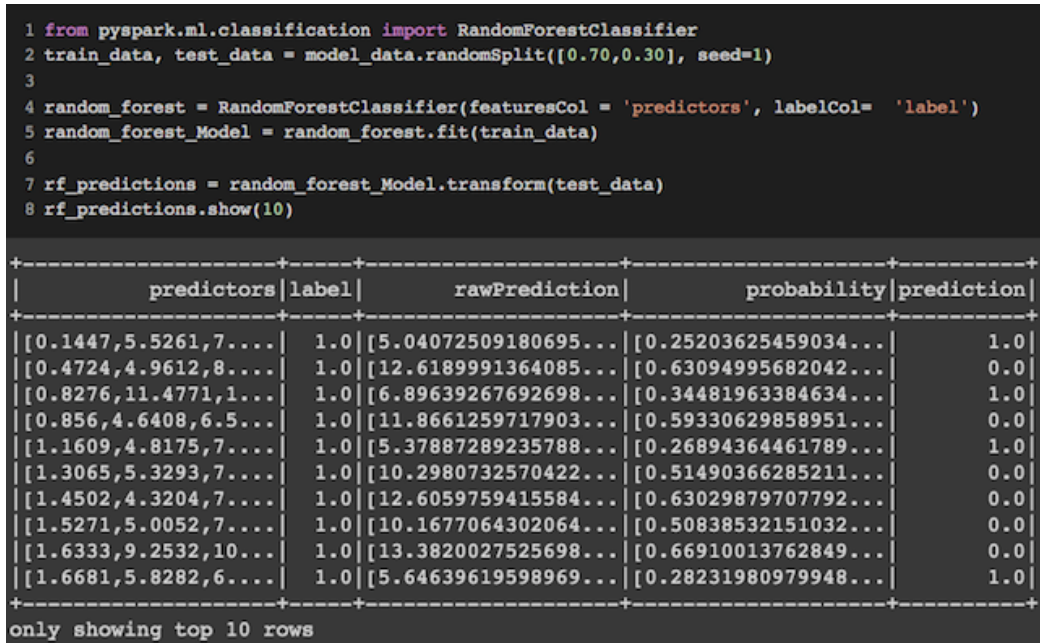 1 from pyspark.ml.classification import RandomForestClassifier
2 train_data, test_data = model_data.randomSplit([0.70,0.30], seed=1)
3
4 random_forest = RandomForestClassifier(featuresCol = 'predictors', labelCol=  'label')
5 random_forest_Model = random_forest.fit(train_data)
6
7 rf_predictions = random_forest_Model.transform(test_data)
8 rf_predictions.show(10)
+--------------------+-----+--------------------+--------------------+----------+
|          predictors|label|       rawPrediction|         probability|prediction|
+--------------------+-----+--------------------+--------------------+----------+
|[0.1447,5.5261,7....|  1.0|[5.04072509180695...|[0.25203625459034...|       1.0|
|[0.4724,4.9612,8....|  1.0|[12.6189991364085...|[0.63094995682042...|       0.0|
|[0.8276,11.4771,1...|  1.0|[6.89639267692698...|[0.34481963384634...|       1.0|
|[0.856,4.6408,6.5...|  1.0|[11.8661259717903...|[0.59330629858951...|       0.0|
|[1.1609,4.8175,7....|  1.0|[5.37887289235788...|[0.26894364461789...|       1.0|
|[1.3065,5.3293,7....|  1.0|[10.2980732570422...|[0.51490366285211...|       0.0|
|[1.4502,4.3204,7....|  1.0|[12.6059759415584...|[0.63029879707792...|       0.0|
|[1.5271,5.0052,7....|  1.0|[10.1677064302064...|[0.50838532151032...|       0.0|
|[1.6333,9.2532,10...|  1.0|[13.3820027525698...|[0.66910013762849...|       0.0|
|[1.6681,5.8282,6....|  1.0|[5.64639619598969...|[0.28231980979948...|       1.0|
+--------------------+-----+--------------------+--------------------+----------+
only showing top 10 rows